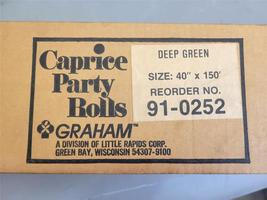 Caprice
Party
Rolls
GRAHAM™
A DIVISION OF LITTLE RAPIDS CORP.
GREEN BAY, WISCONSIN 54307-9100
DEEP GREEN
SIZE: 40" x 150'
REORDER NO.
91-0252